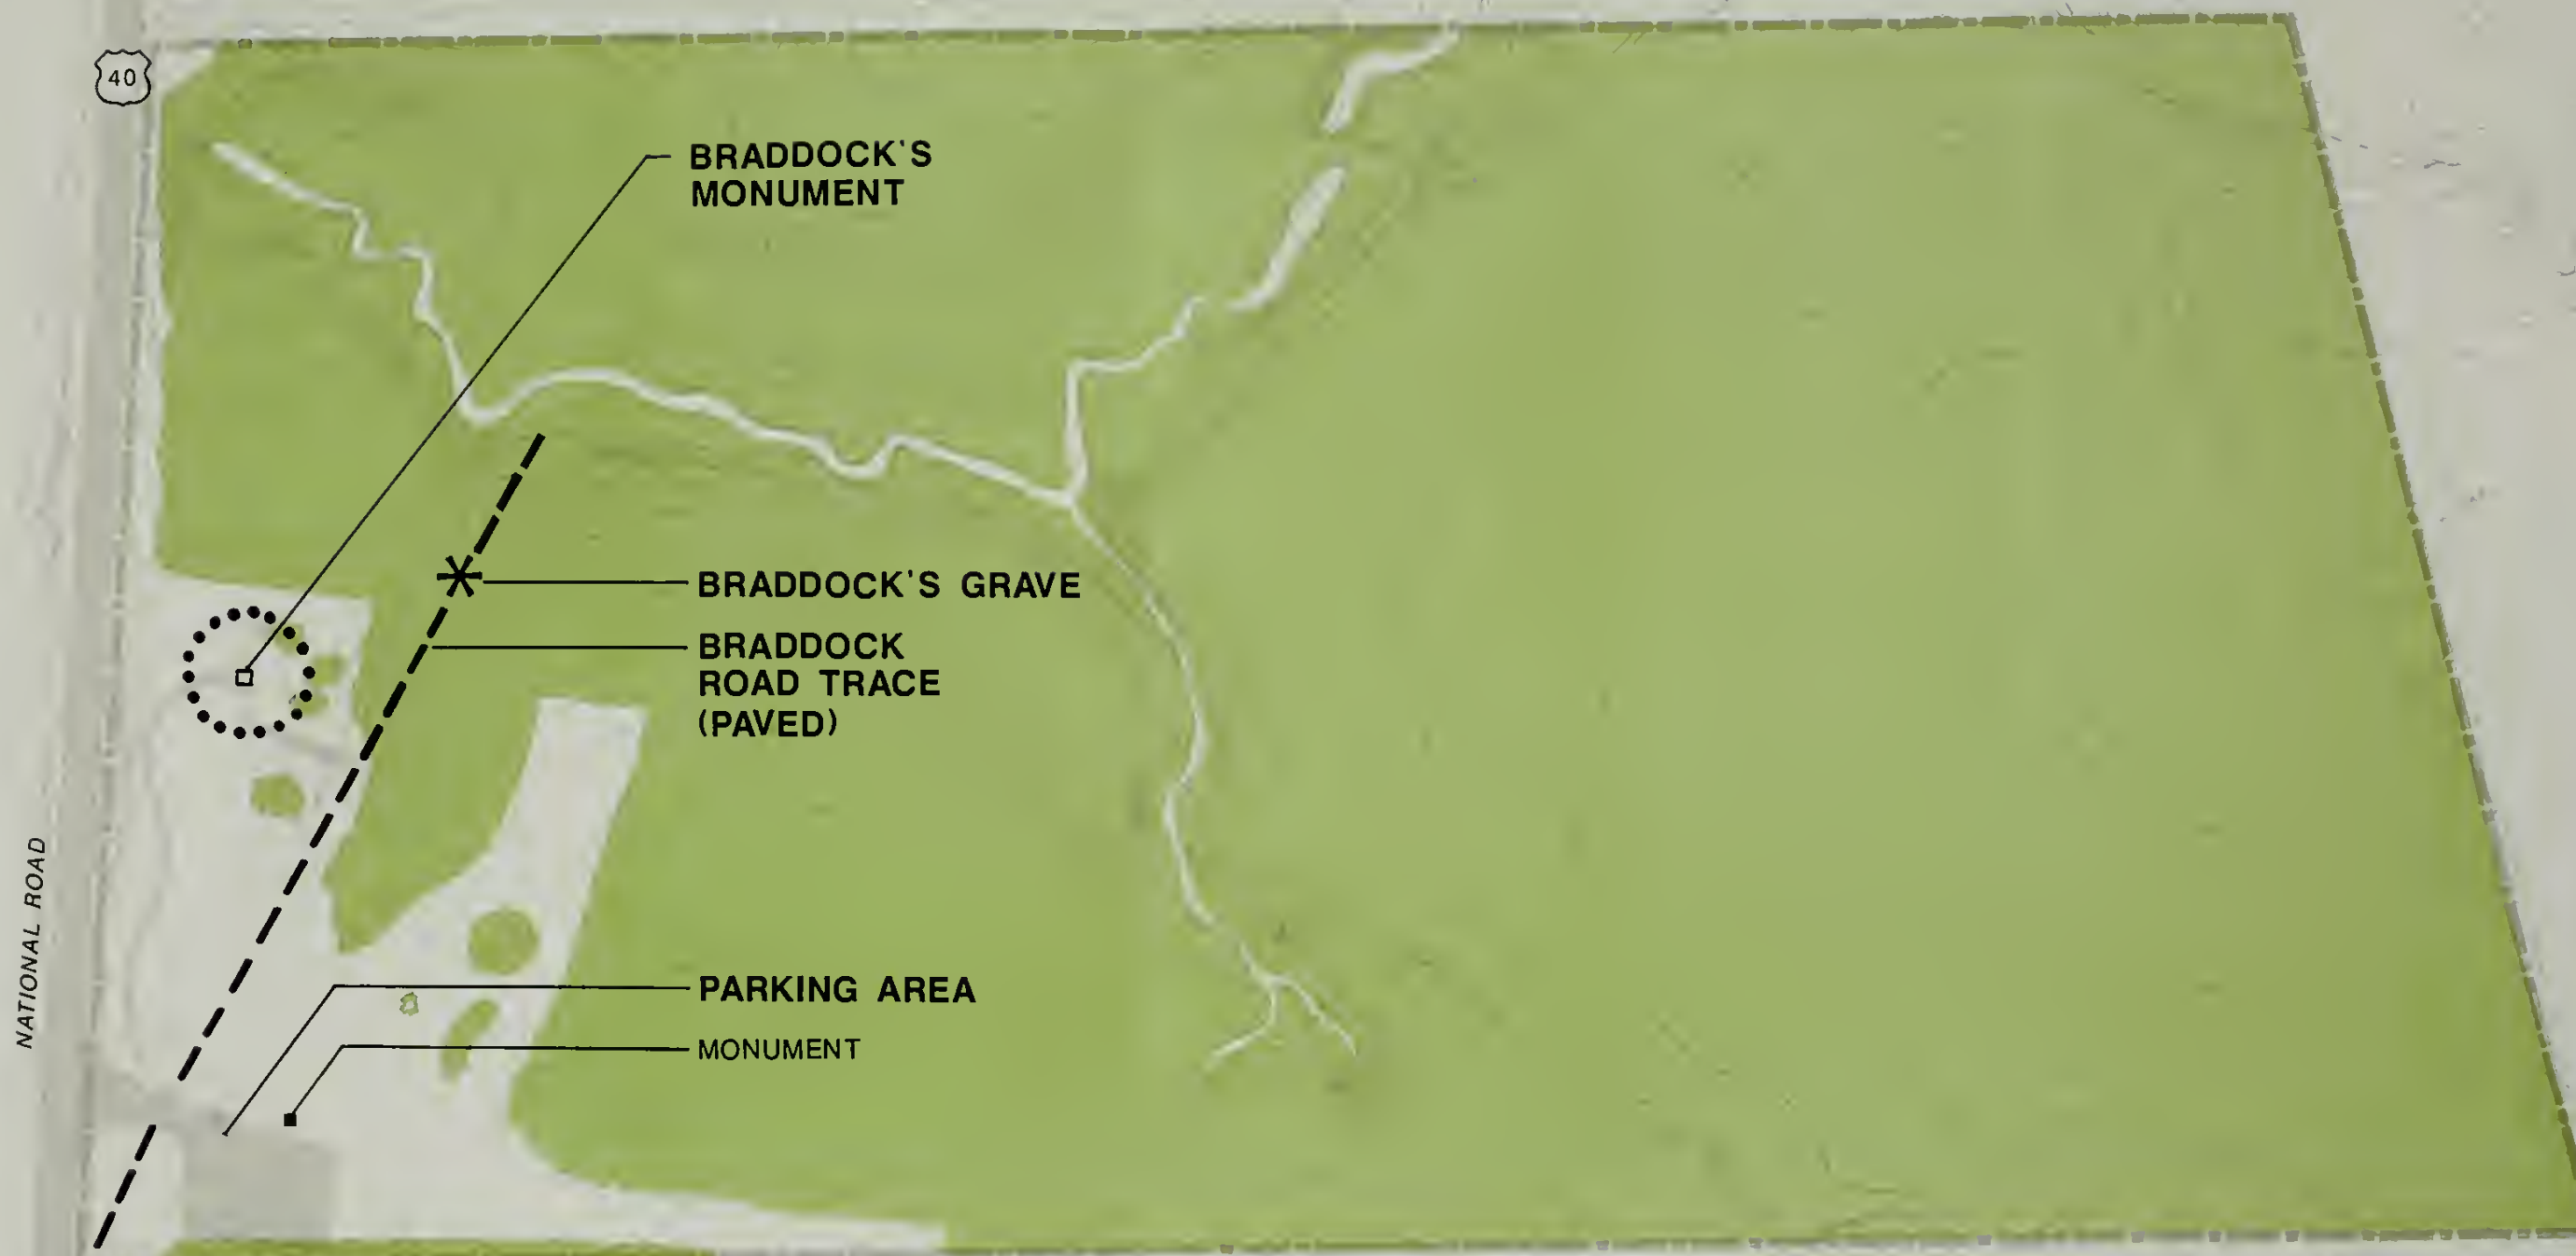 40
BRADDOCK'S
MONUMENT
BRADDOCK'S GRAVE
BRADDOCK
ROAD TRACE
(PAVED)
NATIONAL ROAD
PARKING AREA
MONUMENT